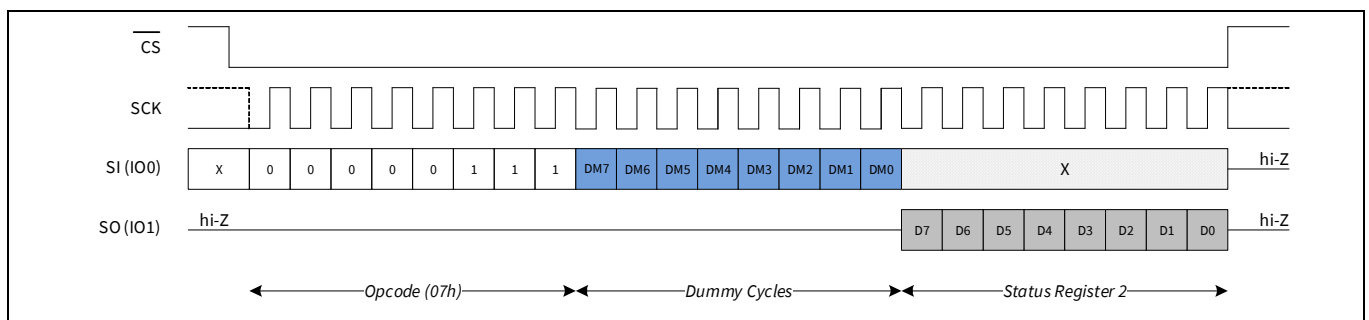 CS
SCK
SI (IO0) X 0 0 0 0 0 1 1 1 DM7 DM6 DM5 DM4 DM3 DM2 DM1 DM0 X hi-Z
SO (IO1) hi-Z D7 D6 D5 D4 D3 D2 D1 D0 hi-Z
Opcode (07h) Dummy Cycles Status Register 2